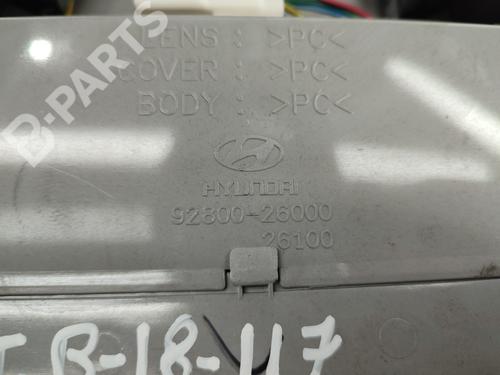 LENS : >PC<
COVER : >PC<
BODY : >PC<
HYUNDAI
92800-26000
26100
B-18-117
B-PARTS